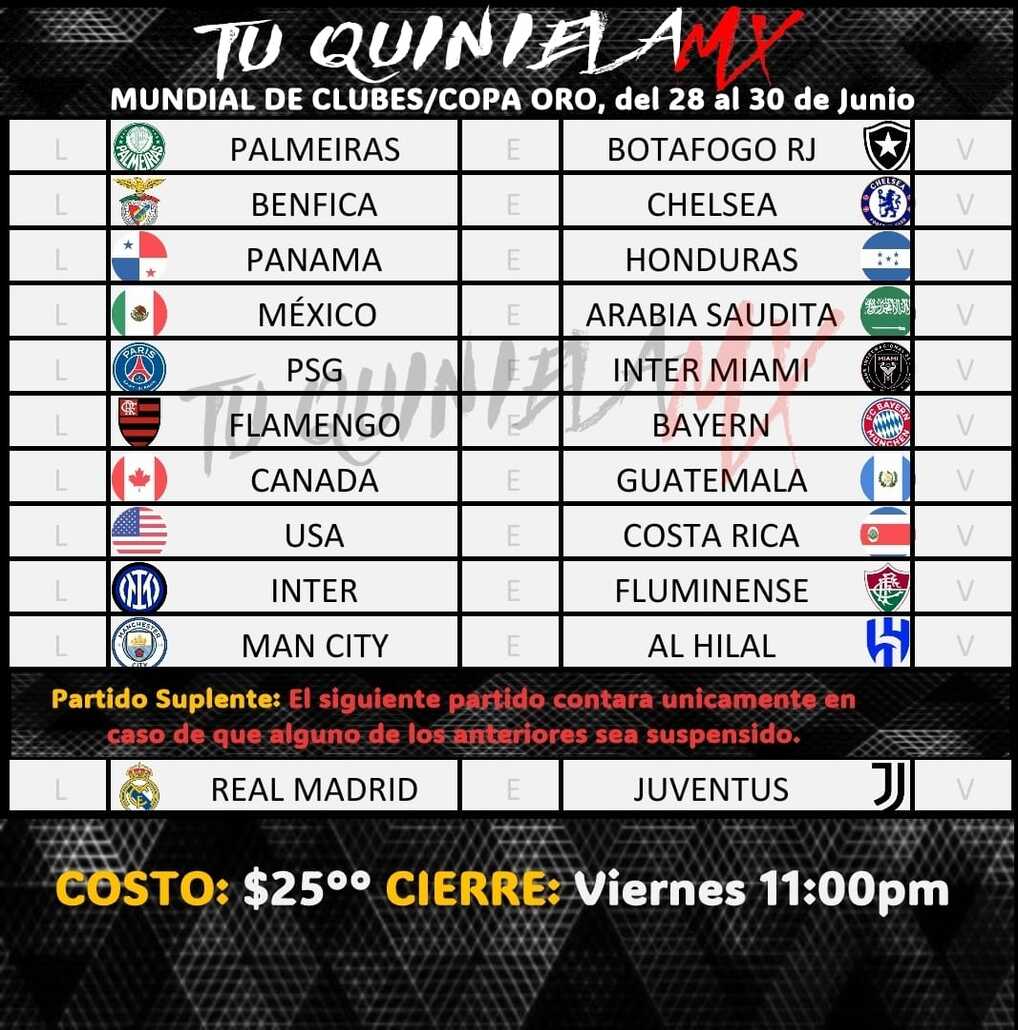 TU QUINIELAMX
MUNDIAL DE CLUBES/COPA ORO, del 28 al 30 de Junio
L PALMEIRAS E BOTAFOGO RJ V
L BENFICA E CHELSEA V
L PANAMA E HONDURAS V
L MÉXICO E ARABIA SAUDITA V
L PSG E INTER MIAMI V
TU QUINIELAMX
L FLAMENGO E BAYERN V
L CANADA E GUATEMALA V
L USA E COSTA RICA V
L INTER E FLUMINENSE V
L MAN CITY E AL HILAL V
Partido Suplente: El siguiente partido contara unicamente en
caso de que alguno de los anteriores sea suspendido.
L REAL MADRID E JUVENTUS V
COSTO: $25°° CIERRE: Viernes 11:00pm